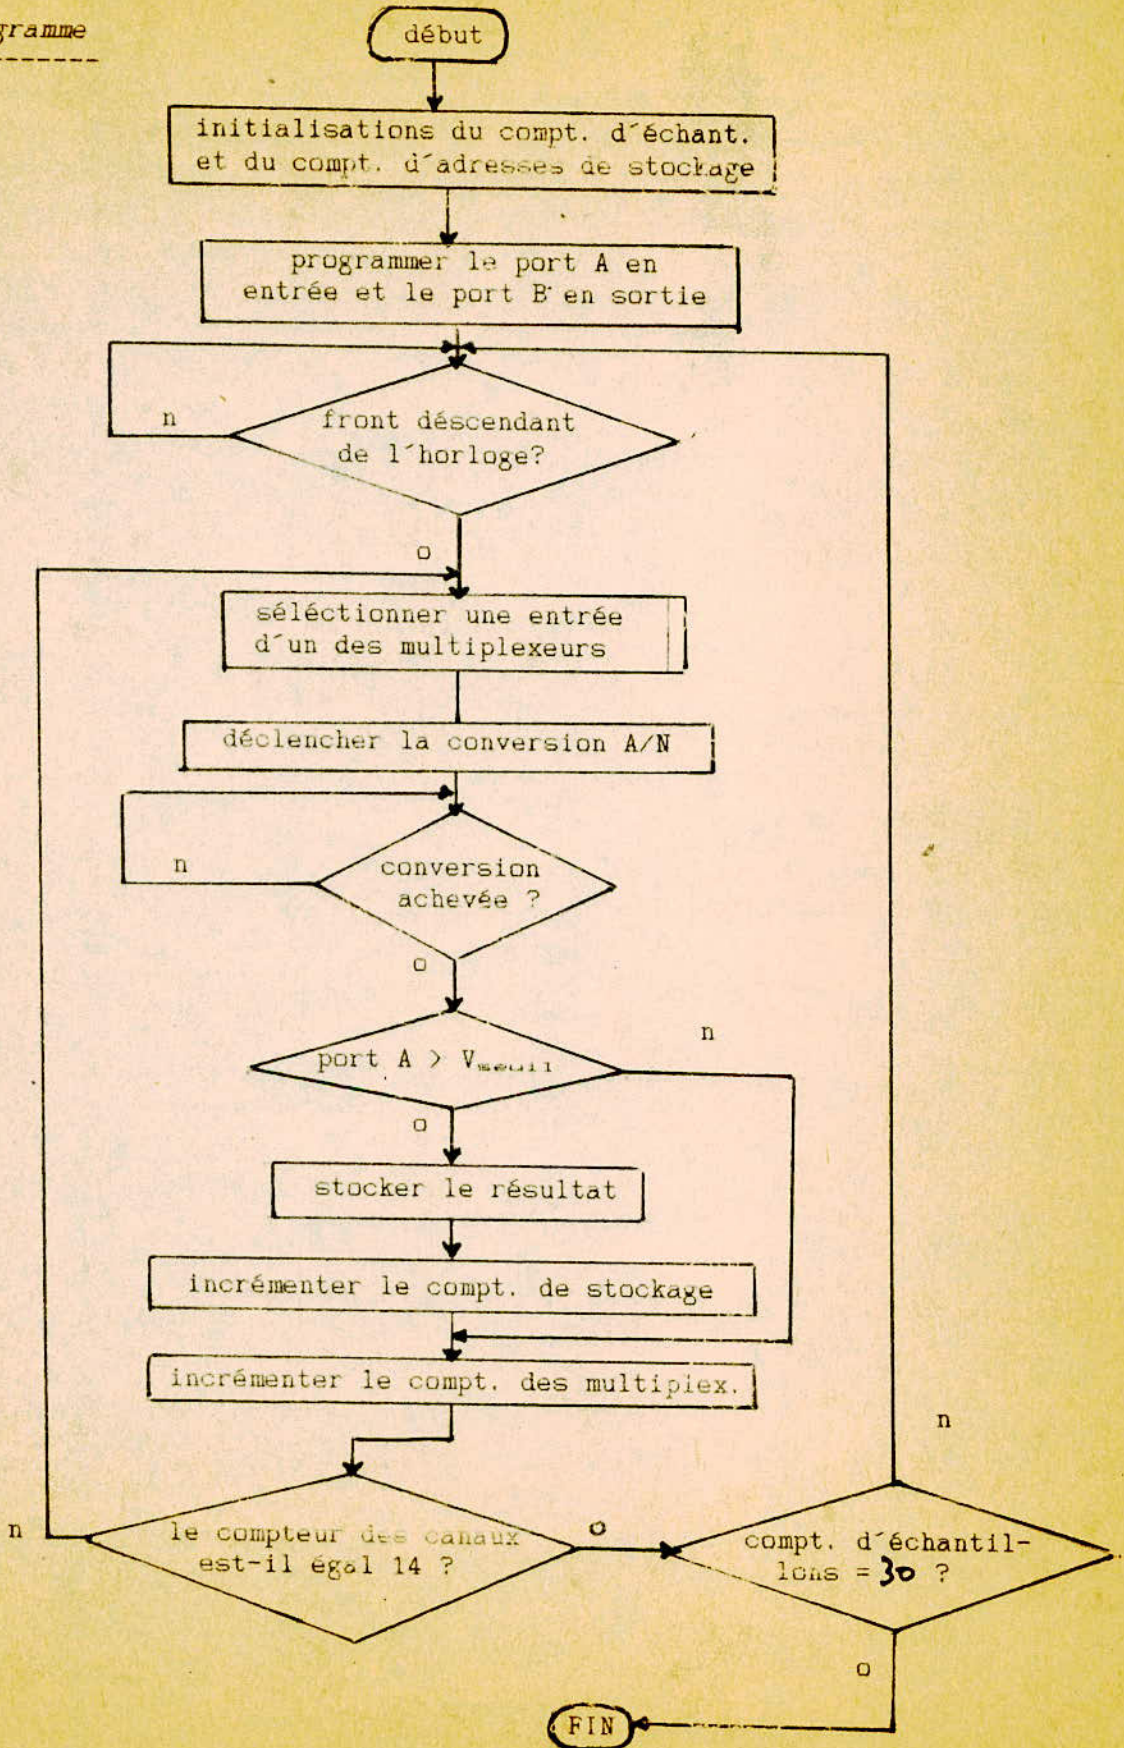 gramme
début
initialisations du compt. d´échant.
et du compt. d´adresses de stockage
programmer le port A en
entrée et le port B en sortie
n
front déscendant
de l´horloge?
o
séléctionner une entrée
d´un des multiplexeurs
déclencher la conversion A/N
n
conversion
achevée ?
o
n
port A > Vseuil
o
stocker le résultat
incrémenter le compt. de stockage
incrémenter le compt. des multiplex.
n
n
le compteur des canaux
est-il égal 14 ?
o
compt. d´échantil-
lons = 30 ?
o
FIN